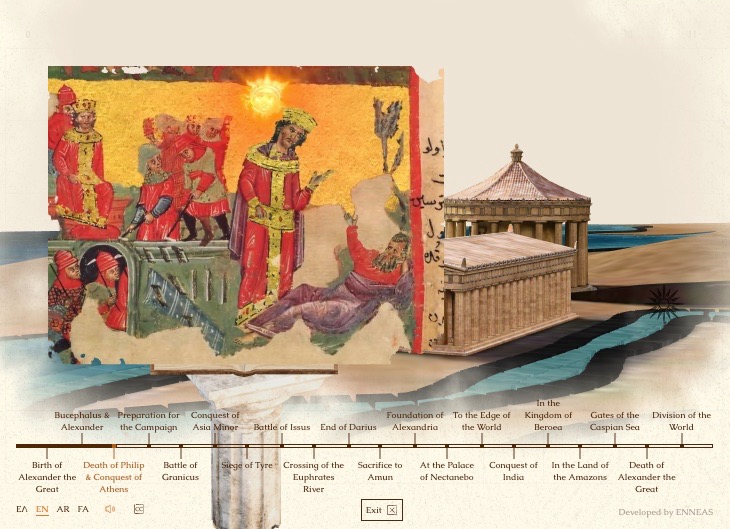 Bucephalus &
Alexander
Preparation for
the Campaign
Conquest of
Asia Minor
Battle of Issus
End of Darius
Foundation of
Alexandria
To the Edge of
the World
In the
Kingdom of
Beroea
Gates of the
Caspian Sea
Division of the
World
Birth of
Alexander the
Great
Death of Philip
& Conquest of
Athens
Battle of
Granicus
Siege of Tyre
Crossing of the
Euphrates
River
Sacrifice to
Amun
At the Palace
of Nectanebo
Conquest of
India
In the Land of
the Amazons
Death of
Alexander the
Great
ΕΛ EN AR FA CC
Exit X
Developed by ENNEAS